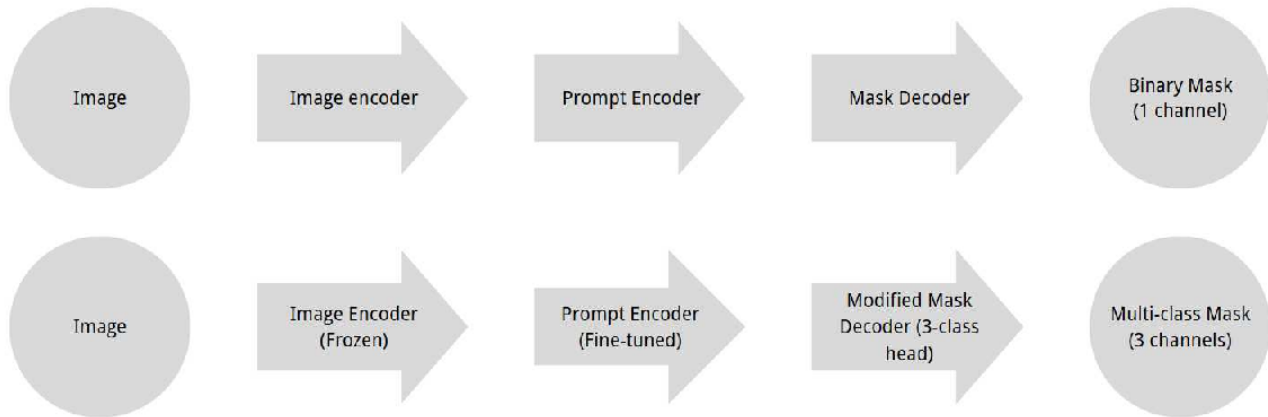 Image
Image encoder
Prompt Encoder
Mask Decoder
Binary Mask
(1 channel)
Image
Image Encoder
(Frozen)
Prompt Encoder
(Fine-tuned)
Modified Mask
Decoder (3-class
head)
Multi-class Mask
(3 channels)